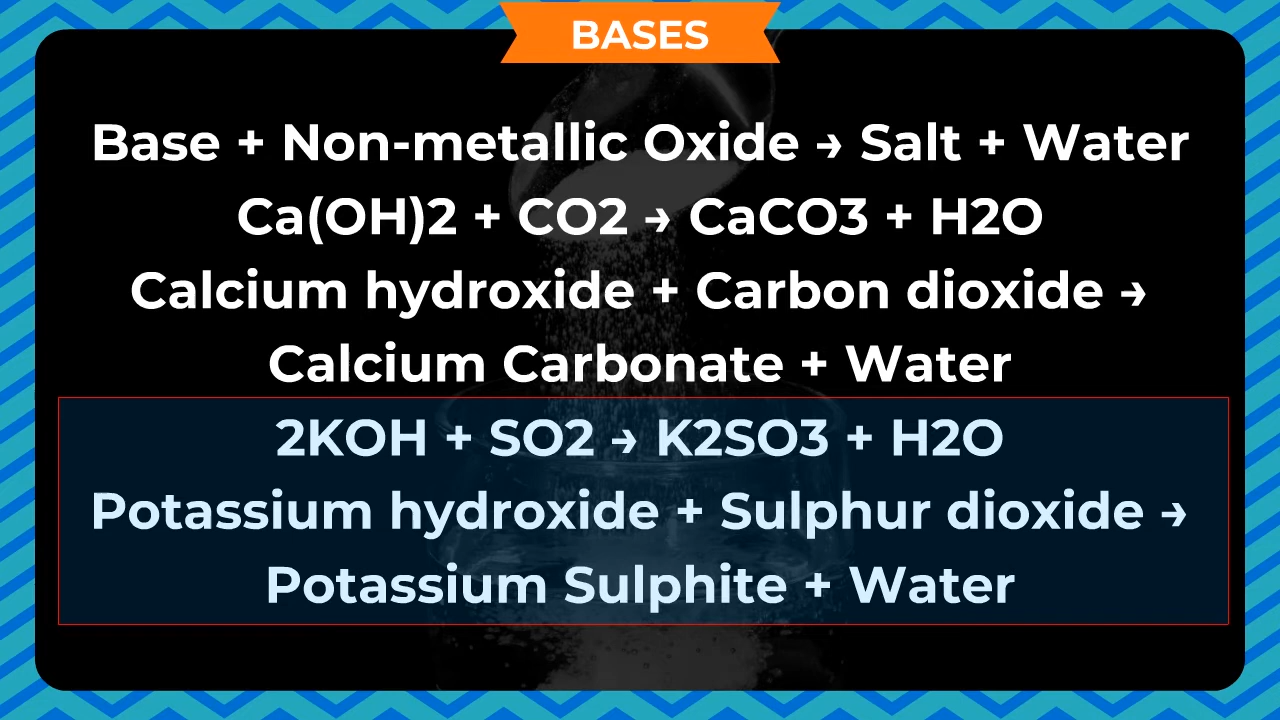 BASES
Base + Non-metallic Oxide → Salt + Water
Ca(OH)2 + CO2 → CaCO3 + H2O
Calcium hydroxide + Carbon dioxide →
Calcium Carbonate + Water
2KOH + SO2 → K2SO3 + H2O
Potassium hydroxide + Sulphur dioxide →
Potassium Sulphite + Water